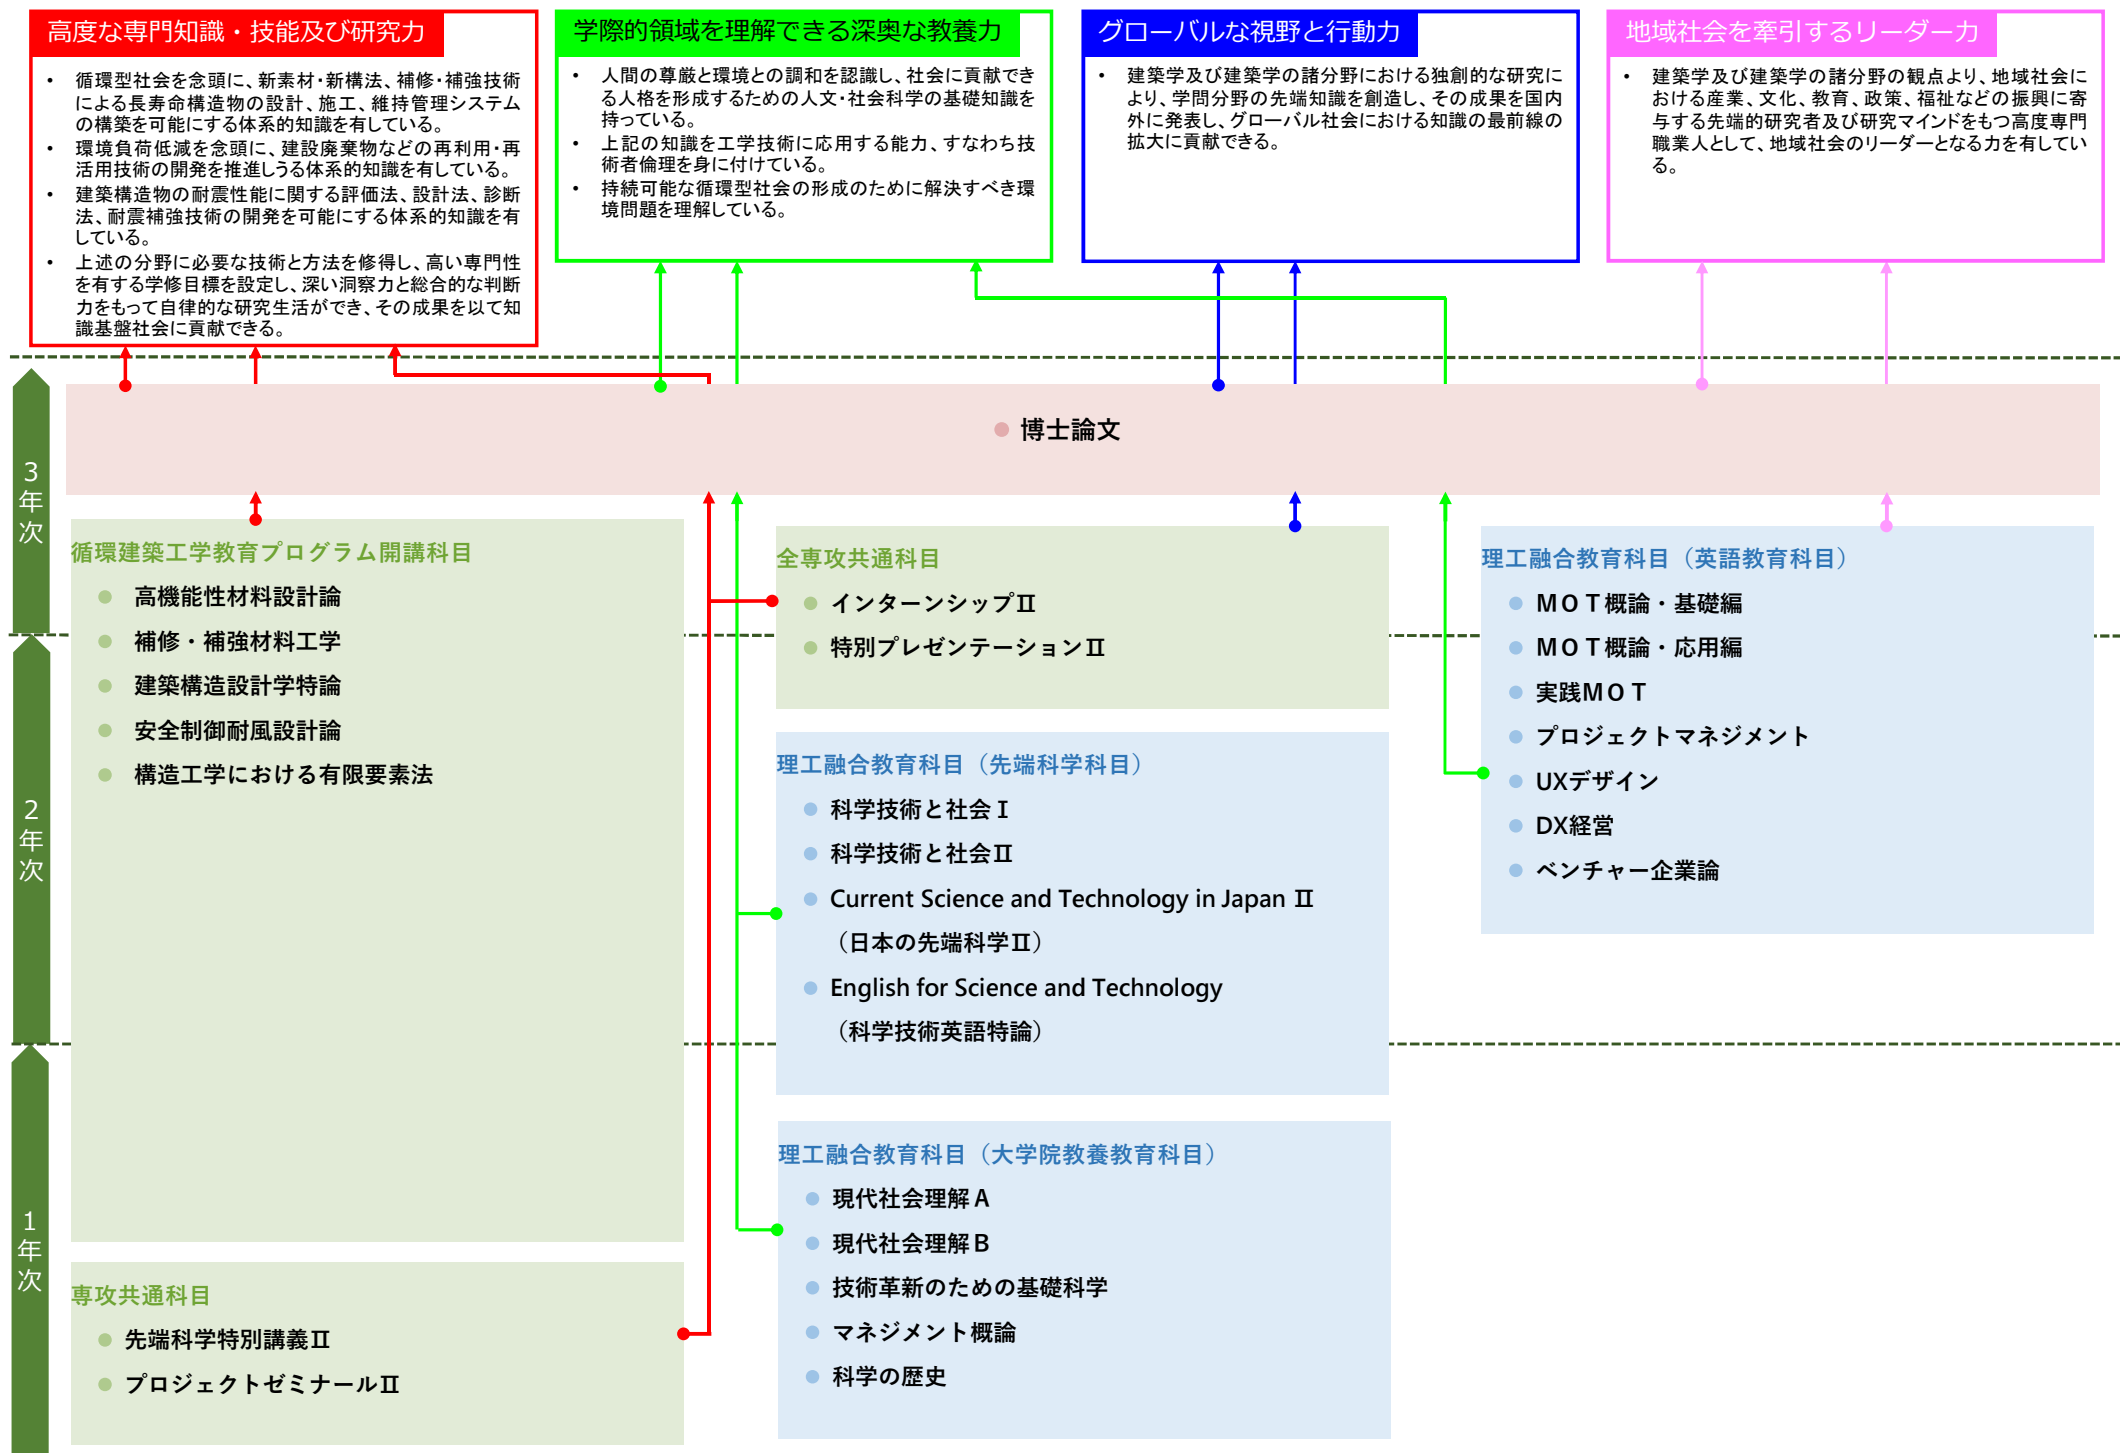 高度な専門知識・技能及び研究力
• 循環型社会を念頭に、新素材・新構法、補修・補強技術
による長寿命構造物の設計、施工、維持管理システム
の構築を可能にする体系的知識を有している。
• 環境負荷低減を念頭に、建設廃棄物などの再利用・再
活用技術の開発を推進しうる体系的知識を有している。
• 建築構造物の耐震性能に関する評価法、設計法、診断
法、耐震補強技術の開発を可能にする体系的知識を有
している。
• 上述の分野に必要な技術と方法を修得し、高い専門性
を有する学修目標を設定し、深い洞察力と総合的な判断
力をもって自律的な研究生活ができ、その成果を以て知
識基盤社会に貢献できる。
学際的領域を理解できる深奥な教養力
• 人間の尊厳と環境との調和を認識し、社会に貢献でき
る人格を形成するための人文・社会科学の基礎知識を
持っている。
• 上記の知識を工学技術に応用する能力、すなわち技
術者倫理を身に付けている。
• 持続可能な循環型社会の形成のために解決すべき環
境問題を理解している。
グローバルな視野と行動力
• 建築学及び建築学の諸分野における独創的な研究に
より、学問分野の先端知識を創造し、その成果を国内
外に発表し、グローバル社会における知識の最前線の
拡大に貢献できる。
地域社会を牽引するリーダー力
• 建築学及び建築学の諸分野の観点より、地域社会に
おける産業、文化、教育、政策、福祉などの振興に寄
与する先端的研究者及び研究マインドをもつ高度専門
職業人として、地域社会のリーダーとなる力を有してい
る。
3年次
博士論文
循環建築工学教育プログラム開講科目
高機能性材料設計論
補修・補強材料工学
建築構造設計学特論
安全制御耐風設計論
構造工学における有限要素法
全専攻共通科目
インターンシップⅡ
特別プレゼンテーションⅡ
理工融合教育科目（英語教育科目）
ＭＯＴ概論・基礎編
ＭＯＴ概論・応用編
実践ＭＯＴ
プロジェクトマネジメント
UXデザイン
DX経営
ベンチャー企業論
2年次
理工融合教育科目（先端科学科目）
科学技術と社会Ⅰ
科学技術と社会Ⅱ
Current Science and Technology in Japan Ⅱ
（日本の先端科学Ⅱ）
English for Science and Technology
（科学技術英語特論）
1年次
理工融合教育科目（大学院教養教育科目）
現代社会理解Ａ
現代社会理解Ｂ
技術革新のための基礎科学
マネジメント概論
科学の歴史
専攻共通科目
先端科学特別講義Ⅱ
プロジェクトゼミナールⅡ